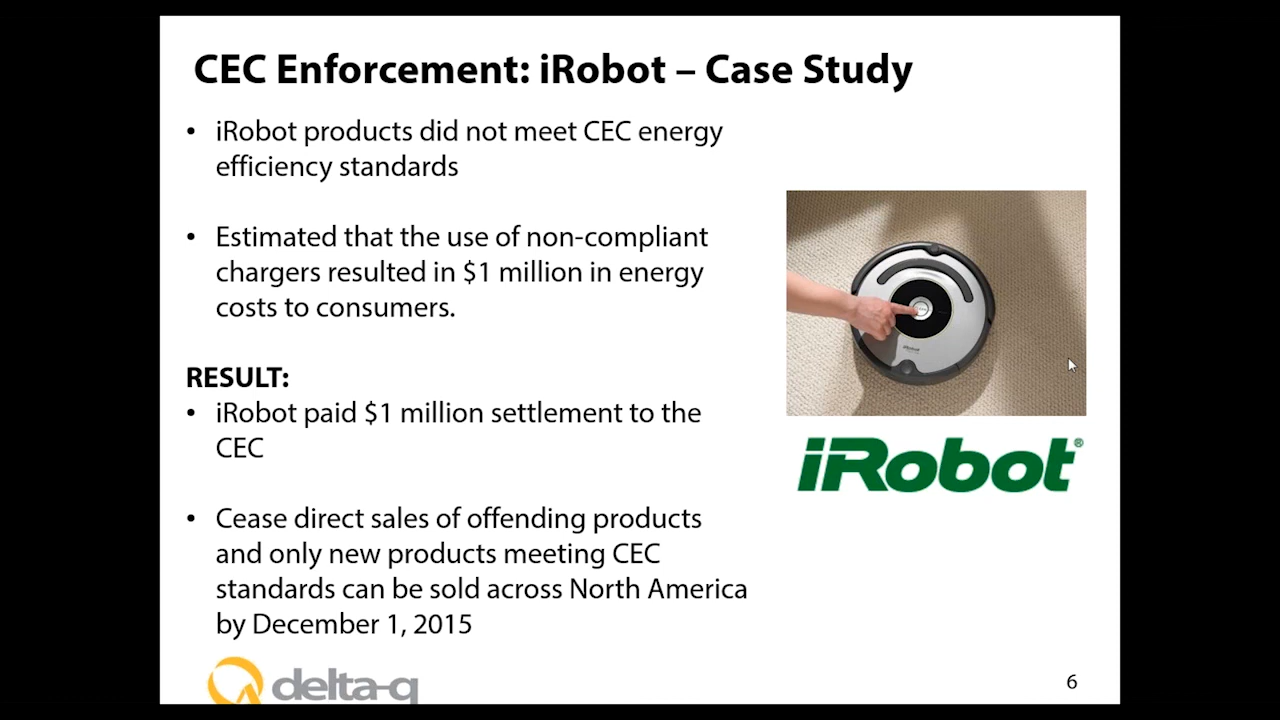 CEC Enforcement: iRobot – Case Study
• iRobot products did not meet CEC energy
efficiency standards
• Estimated that the use of non-compliant
chargers resulted in $1 million in energy
costs to consumers.
RESULT:
• iRobot paid $1 million settlement to the
CEC
• Cease direct sales of offending products
and only new products meeting CEC
standards can be sold across North America
by December 1, 2015
iRobot®
delta-q
6